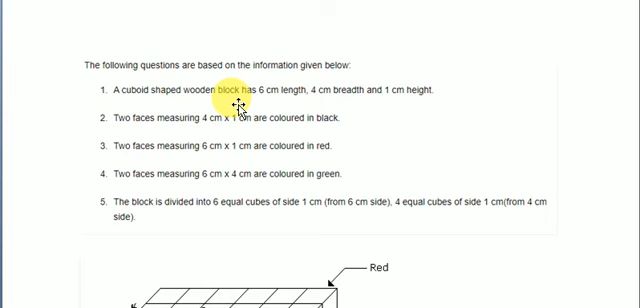 The following questions are based on the information given below:
1. A cuboid shaped wooden block has 6 cm length, 4 cm breadth and 1 cm height.
2. Two faces measuring 4 cm x 1 cm are coloured in black.
3. Two faces measuring 6 cm x 1 cm are coloured in red.
4. Two faces measuring 6 cm x 4 cm are coloured in green.
5. The block is divided into 6 equal cubes of side 1 cm (from 6 cm side), 4 equal cubes of side 1 cm(from 4 cm
side).
Red